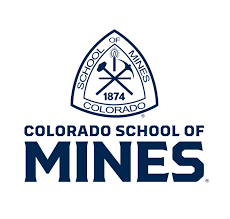 SCHOOL OF MINES
1874
COLORADO
®
COLORADO SCHOOL OF
MINES®